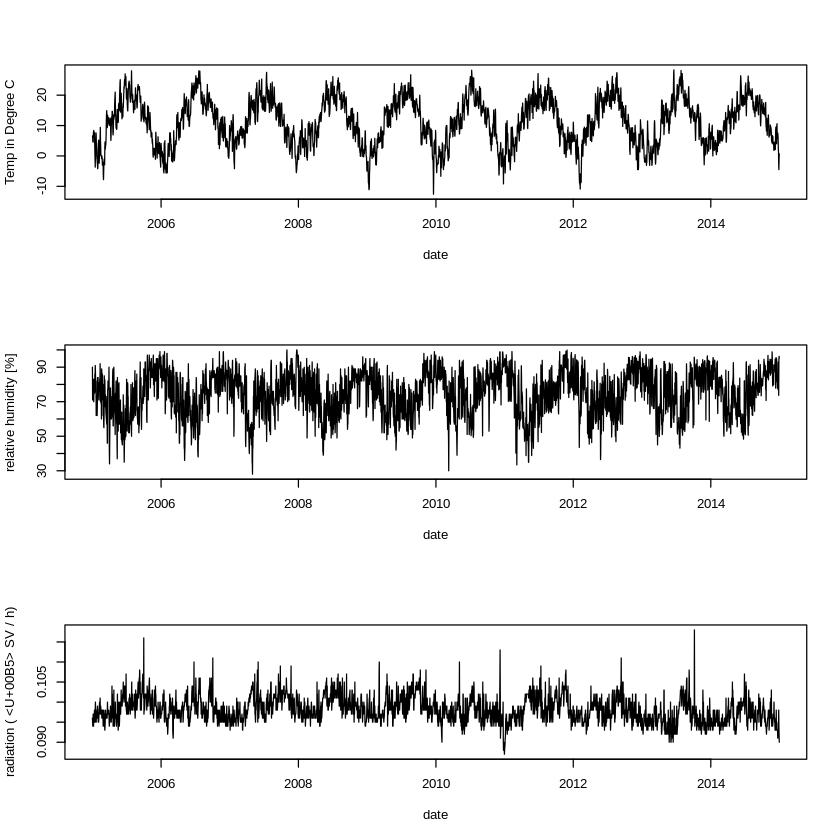 Temp in Degree C
20
10
0
-10
2006 2008 2010 2012 2014
date
relative humidity [%]
90
70
50
30
2006 2008 2010 2012 2014
date
radiation ( <U+00B5> SV / h)
0.105
0.090
2006 2008 2010 2012 2014
date